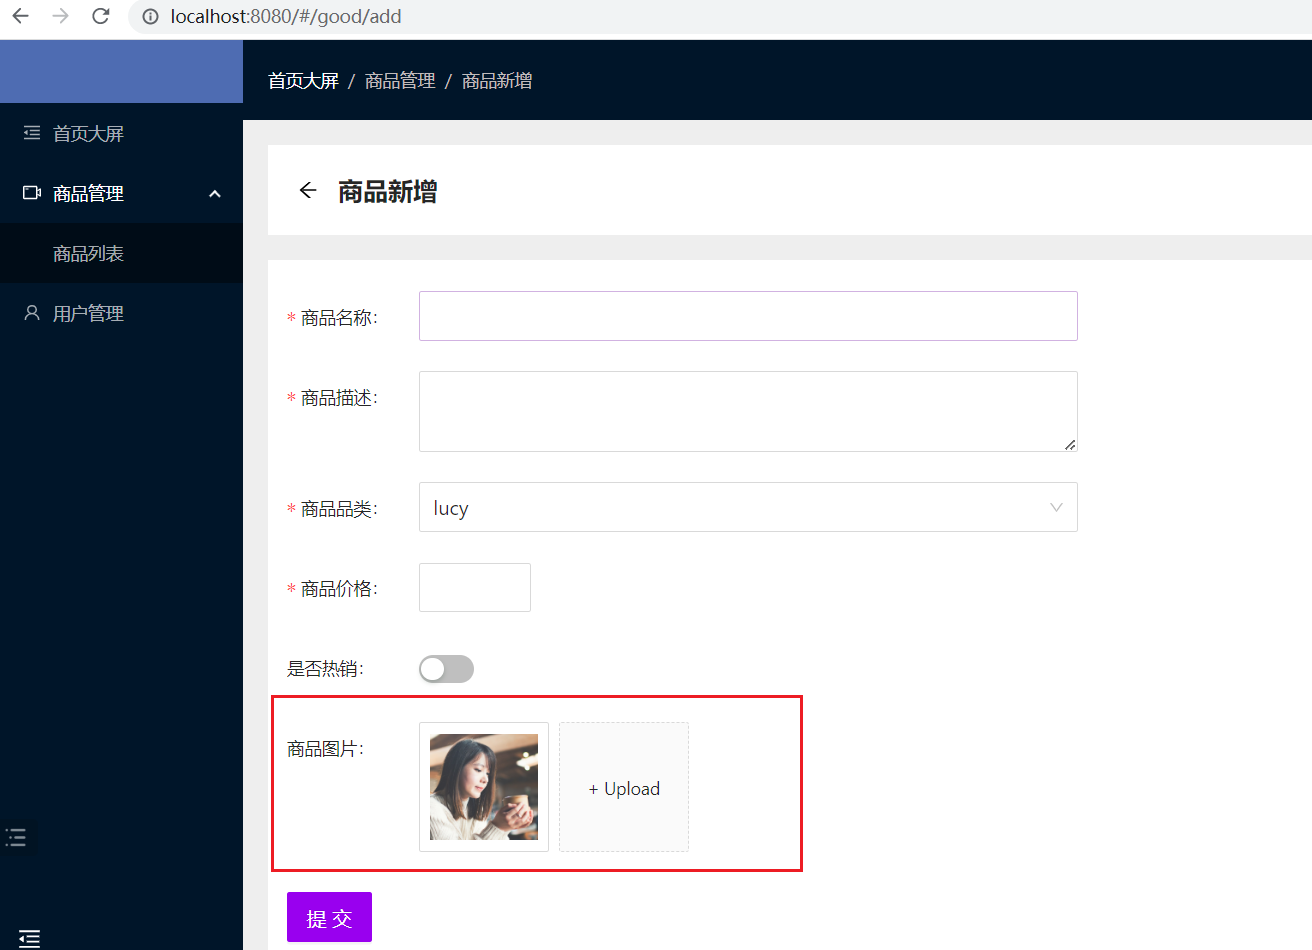 localhost:8080/#/good/add
首页大屏 / 商品管理 / 商品新增
首页大屏
商品管理
商品列表
用户管理
商品新增
* 商品名称:
* 商品描述:
* 商品品类:
lucy
* 商品价格:
是否热销:
商品图片:
+ Upload
提 交